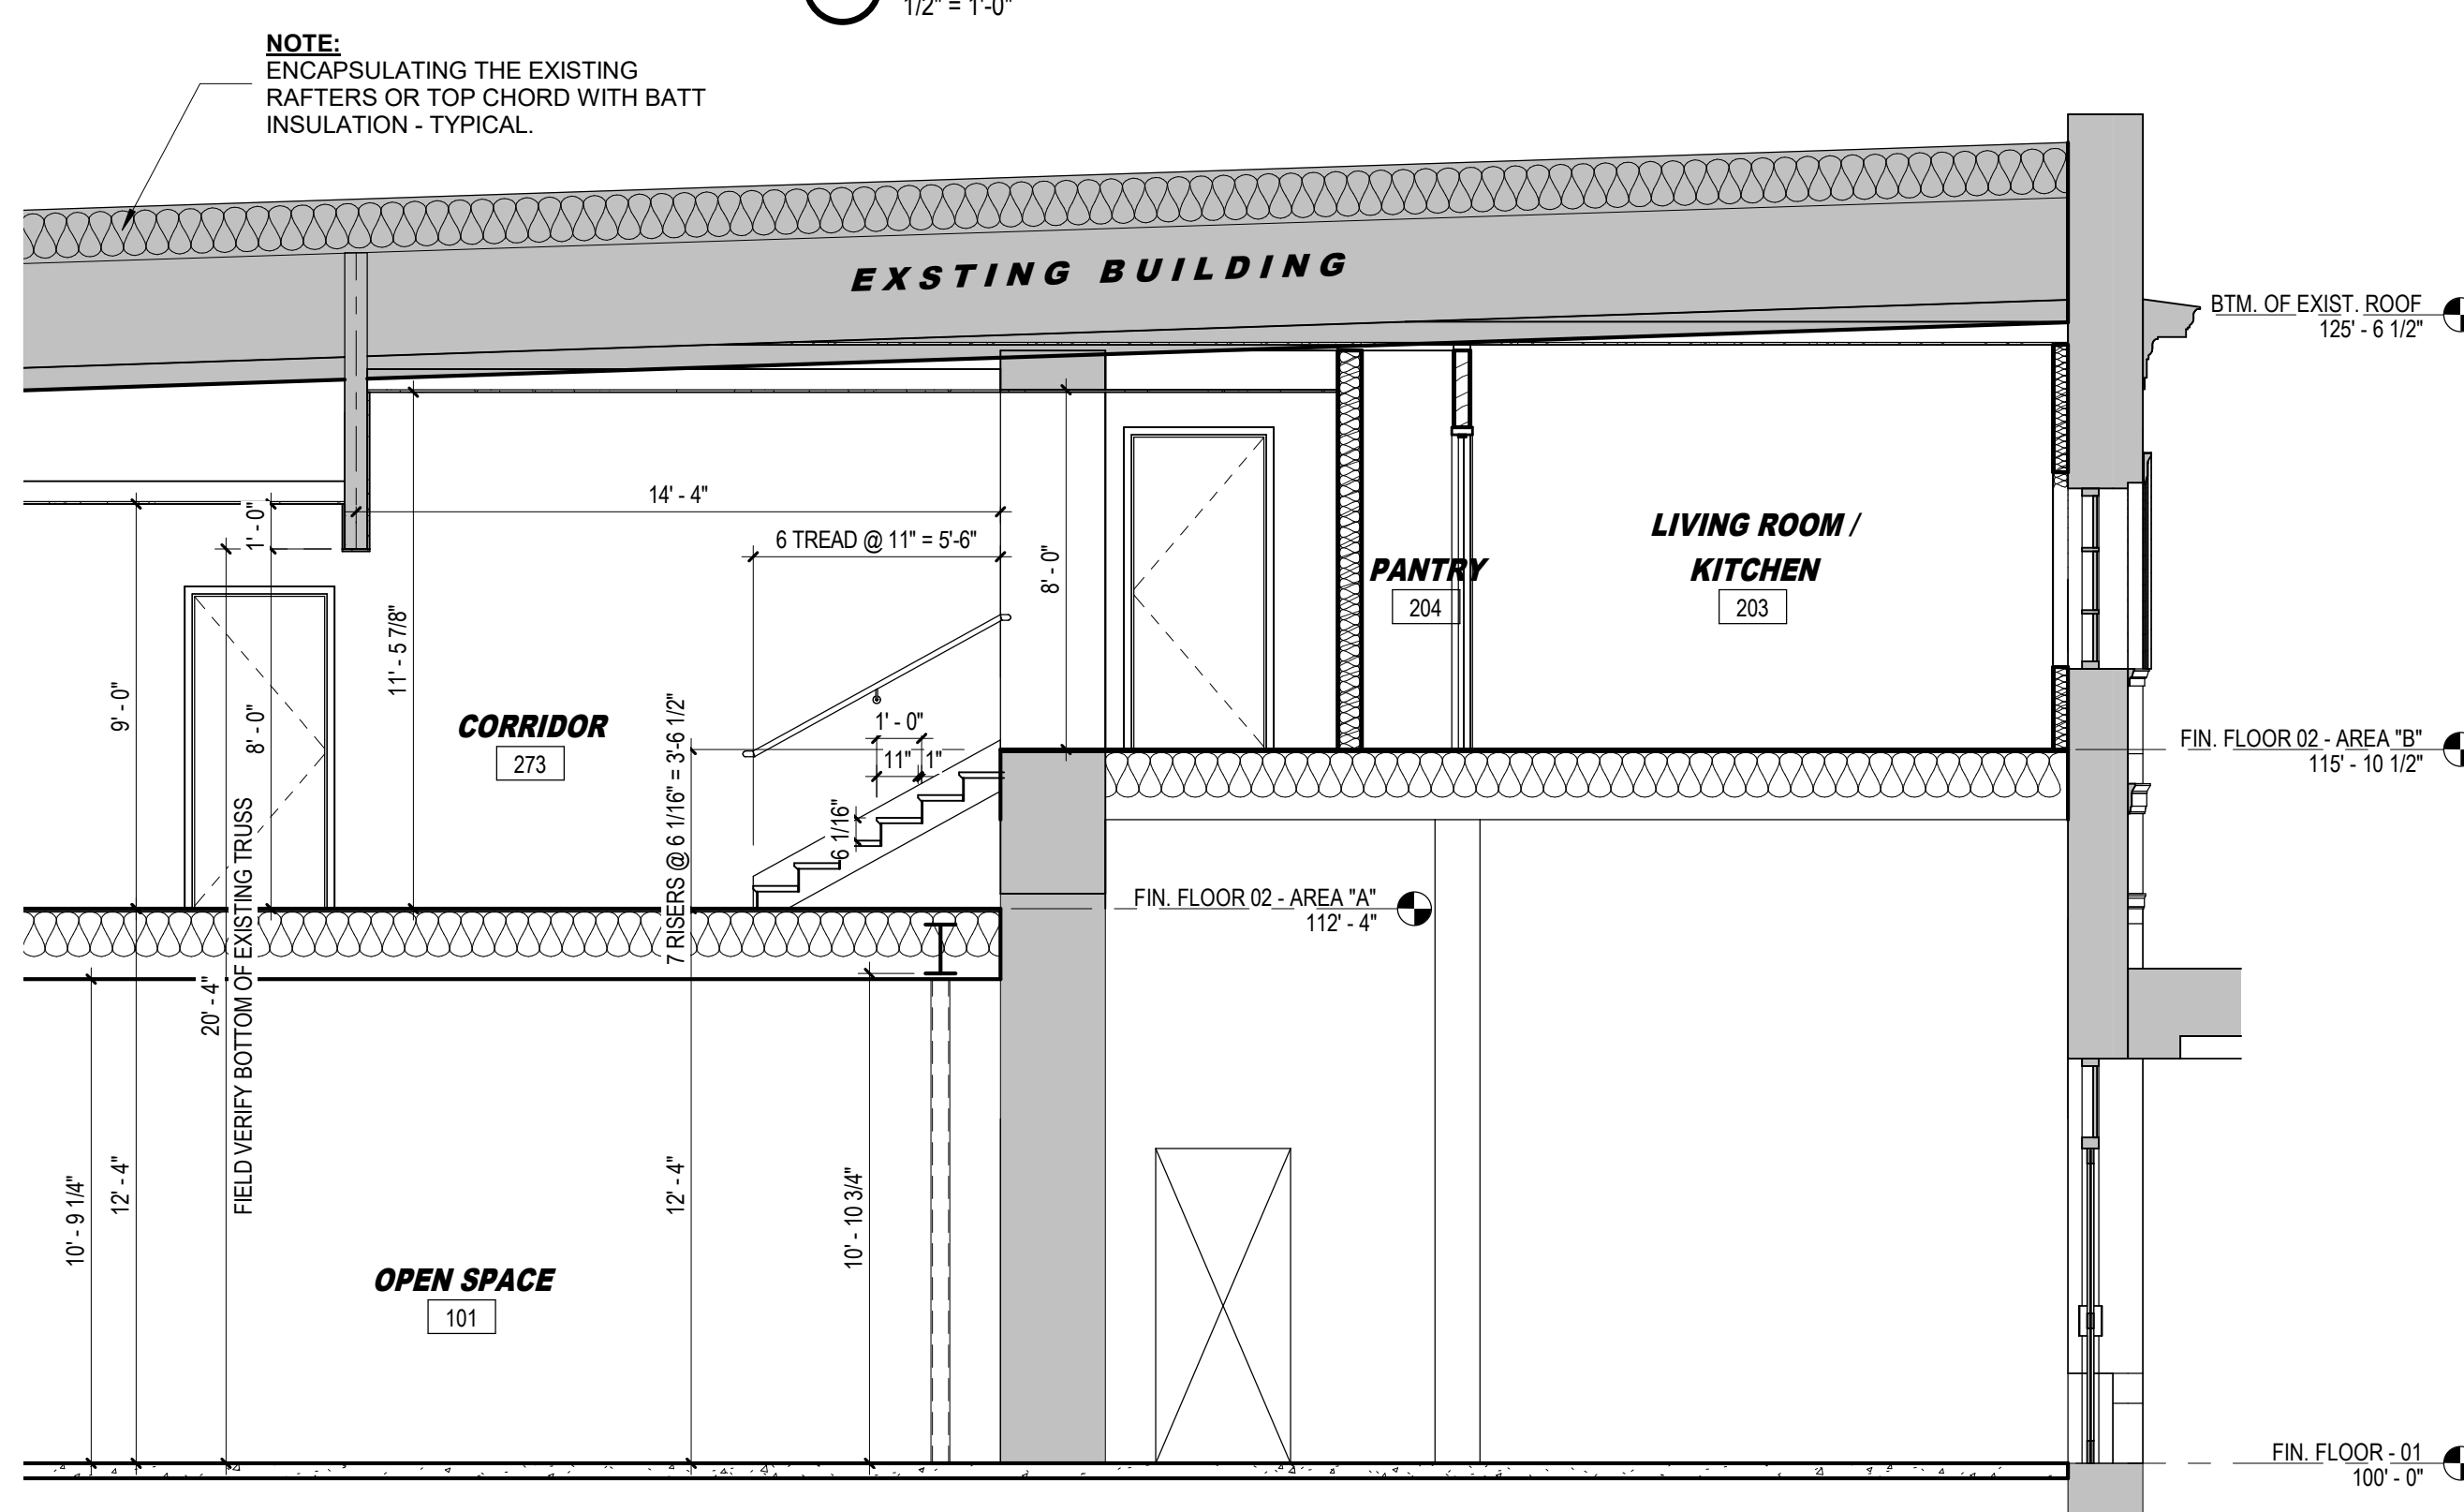 1/2" = 1'-0"
NOTE:
ENCAPSULATING THE EXISTING
RAFTERS OR TOP CHORD WITH BATT
INSULATION - TYPICAL.
EXSTING BUILDING
BTM. OF EXIST. ROOF
125' - 6 1/2"
14' - 4"
6 TREAD @ 11" = 5'-6"
1' - 0"
8' - 0"
LIVING ROOM /
KITCHEN
203
PANTRY
204
11' - 5 7/8"
9' - 0"
8' - 0"
CORRIDOR
273
7 RISERS @ 6 1/16" = 3'-6 1/2"
1' - 0"
11"
1"
6 1/16"
FIN. FLOOR 02 - AREA "B"
115' - 10 1/2"
FIN. FLOOR 02 - AREA "A"
112' - 4"
20' - 4"
FIELD VERIFY BOTTOM OF EXISTING TRUSS
10' - 9 1/4"
12' - 4"
12' - 4"
10' - 10 3/4"
OPEN SPACE
101
FIN. FLOOR - 01
100' - 0"